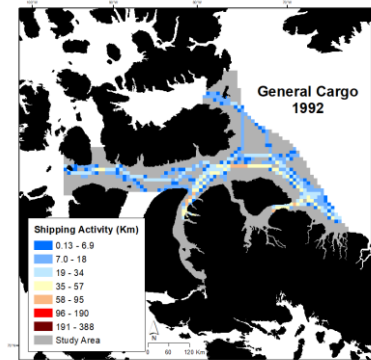 General Cargo
1992
Shipping Activity (Km)
0.13 - 6.9
7.0 - 18
19 - 34
35 - 57
58 - 95
96 - 190
191 - 388
Study Area
N
0 60 120 Km